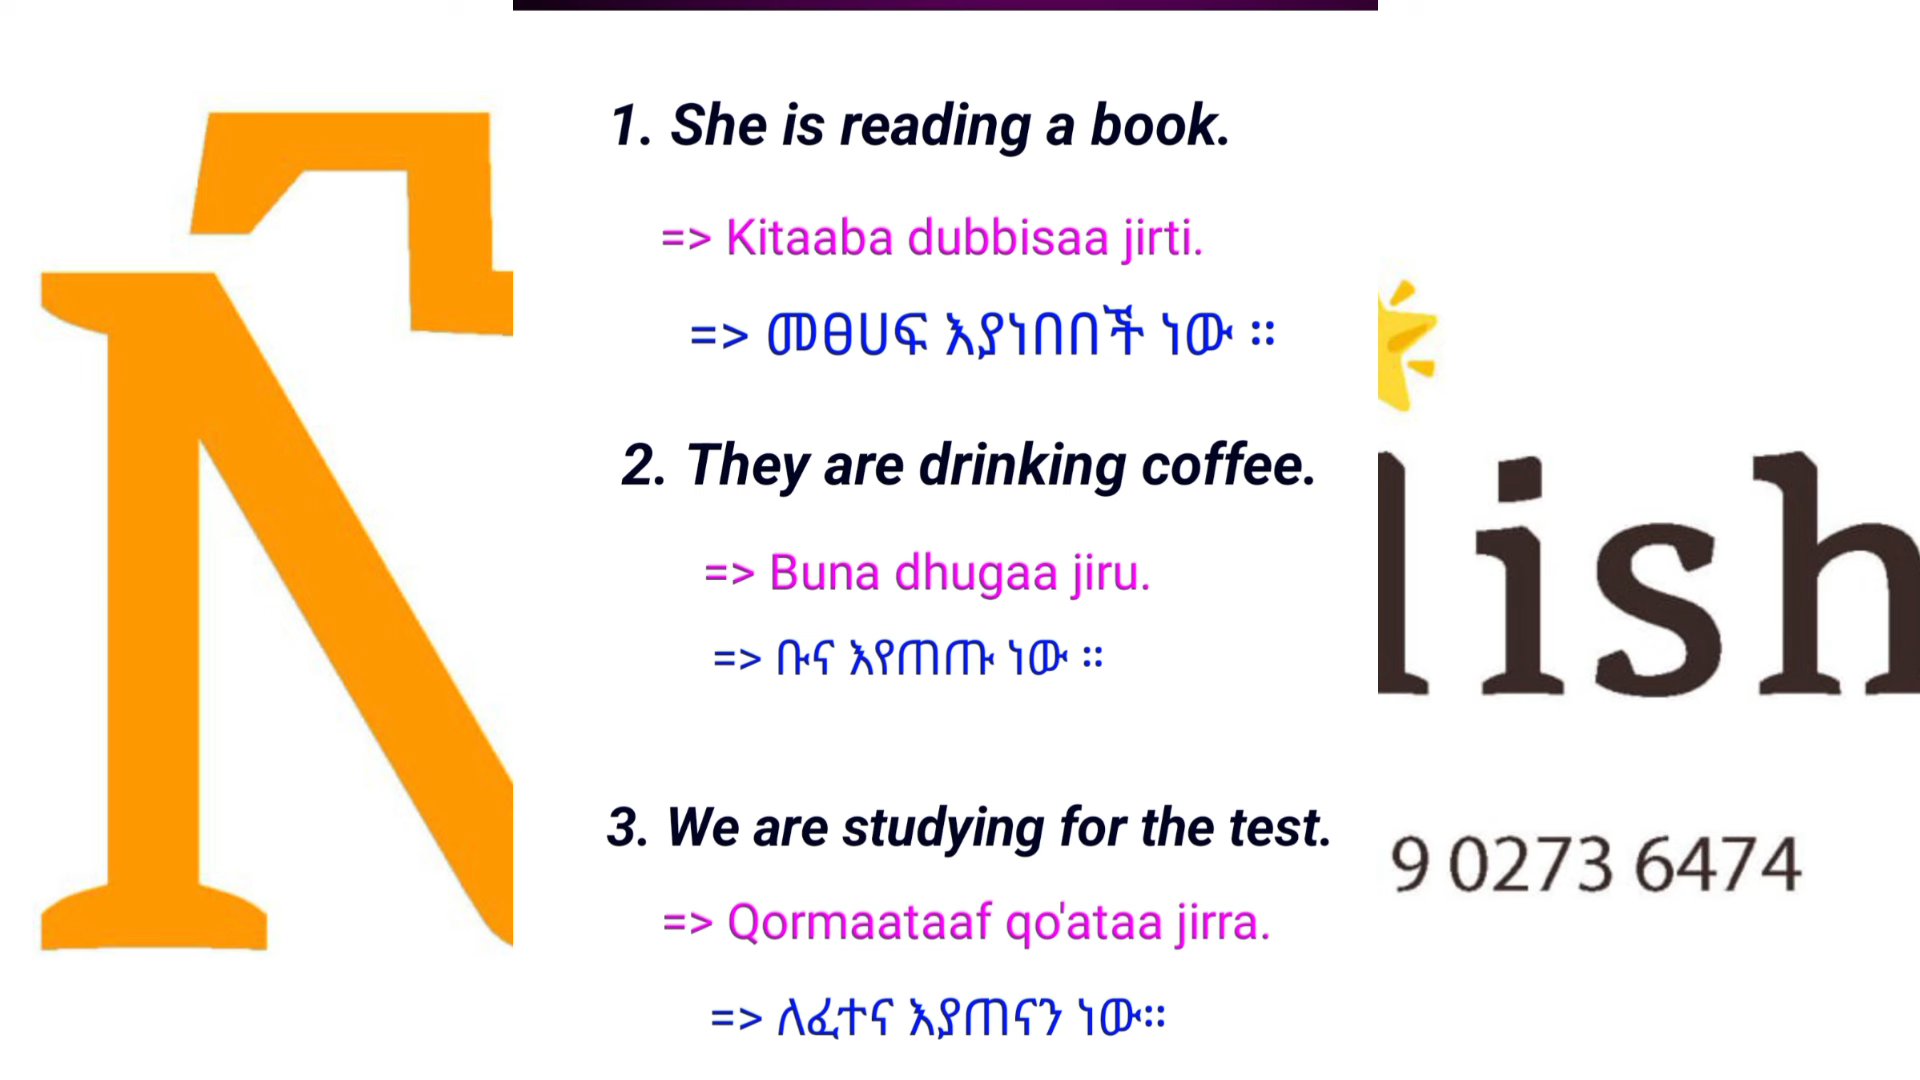 1. She is reading a book.
=> Kitaaba dubbisaa jirti.
=> መፀሀፍ እያነበበች ነው ።
2. They are drinking coffee.
=> Buna dhugaa jiru.
=> ቡና እየጠጡ ነው ።
lish
3. We are studying for the test.
9 0273 6474
=> Qormaataaf qo'ataa jirra.
=> ለፈተና እያጠናን ነው።
N